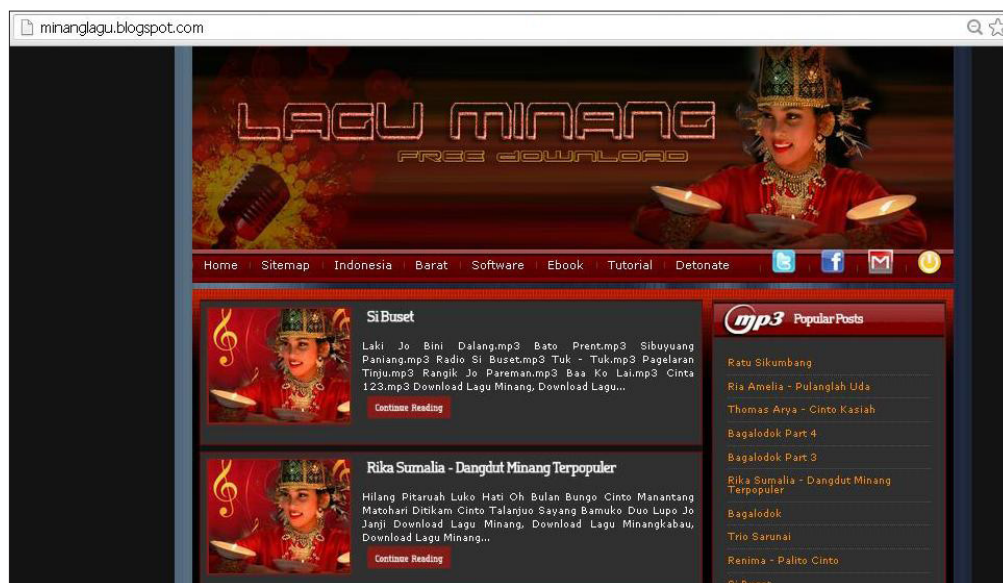 minanglagu.blogspot.com
LAGU MINANG
FREE DOWNLOAD
Home Sitemap Indonesia Barat Software Ebook Tutorial Detonate
Si Buset
Laki Jo Bini Dalang.mp3 Bato Prent.mp3 Sibuyuang
Paniang.mp3 Radio Si Buset.mp3 Tuk - Tuk.mp3 Pagelaran
Tinju.mp3 Rangik Jo Pareman.mp3 Baa Ko Lai.mp3 Cinta
123.mp3 Download Lagu Minang, Download Lagu...
Continue Reading
Rika Sumalia - Dangdut Minang Terpopuler
Hilang Pitaruah Luko Hati Oh Bulan Bungo Cinto Manantang
Matohari Ditikam Cinto Talanjuo Sayang Bamuko Duo Lupo Jo
Janji Download Lagu Minang, Download Lagu Minangkabau,
Download Lagu Minang...
Continue Reading
mp3 Popular Posts
Ratu Sikumbang
Ria Amelia - Pulanglah Uda
Thomas Arya - Cinto Kasiah
Bagalodok Part 4
Bagalodok Part 3
Rika Sumalia - Dangdut Minang
Terpopuler
Bagalodok
Trio Sarunai
Renima - Palito Cinto